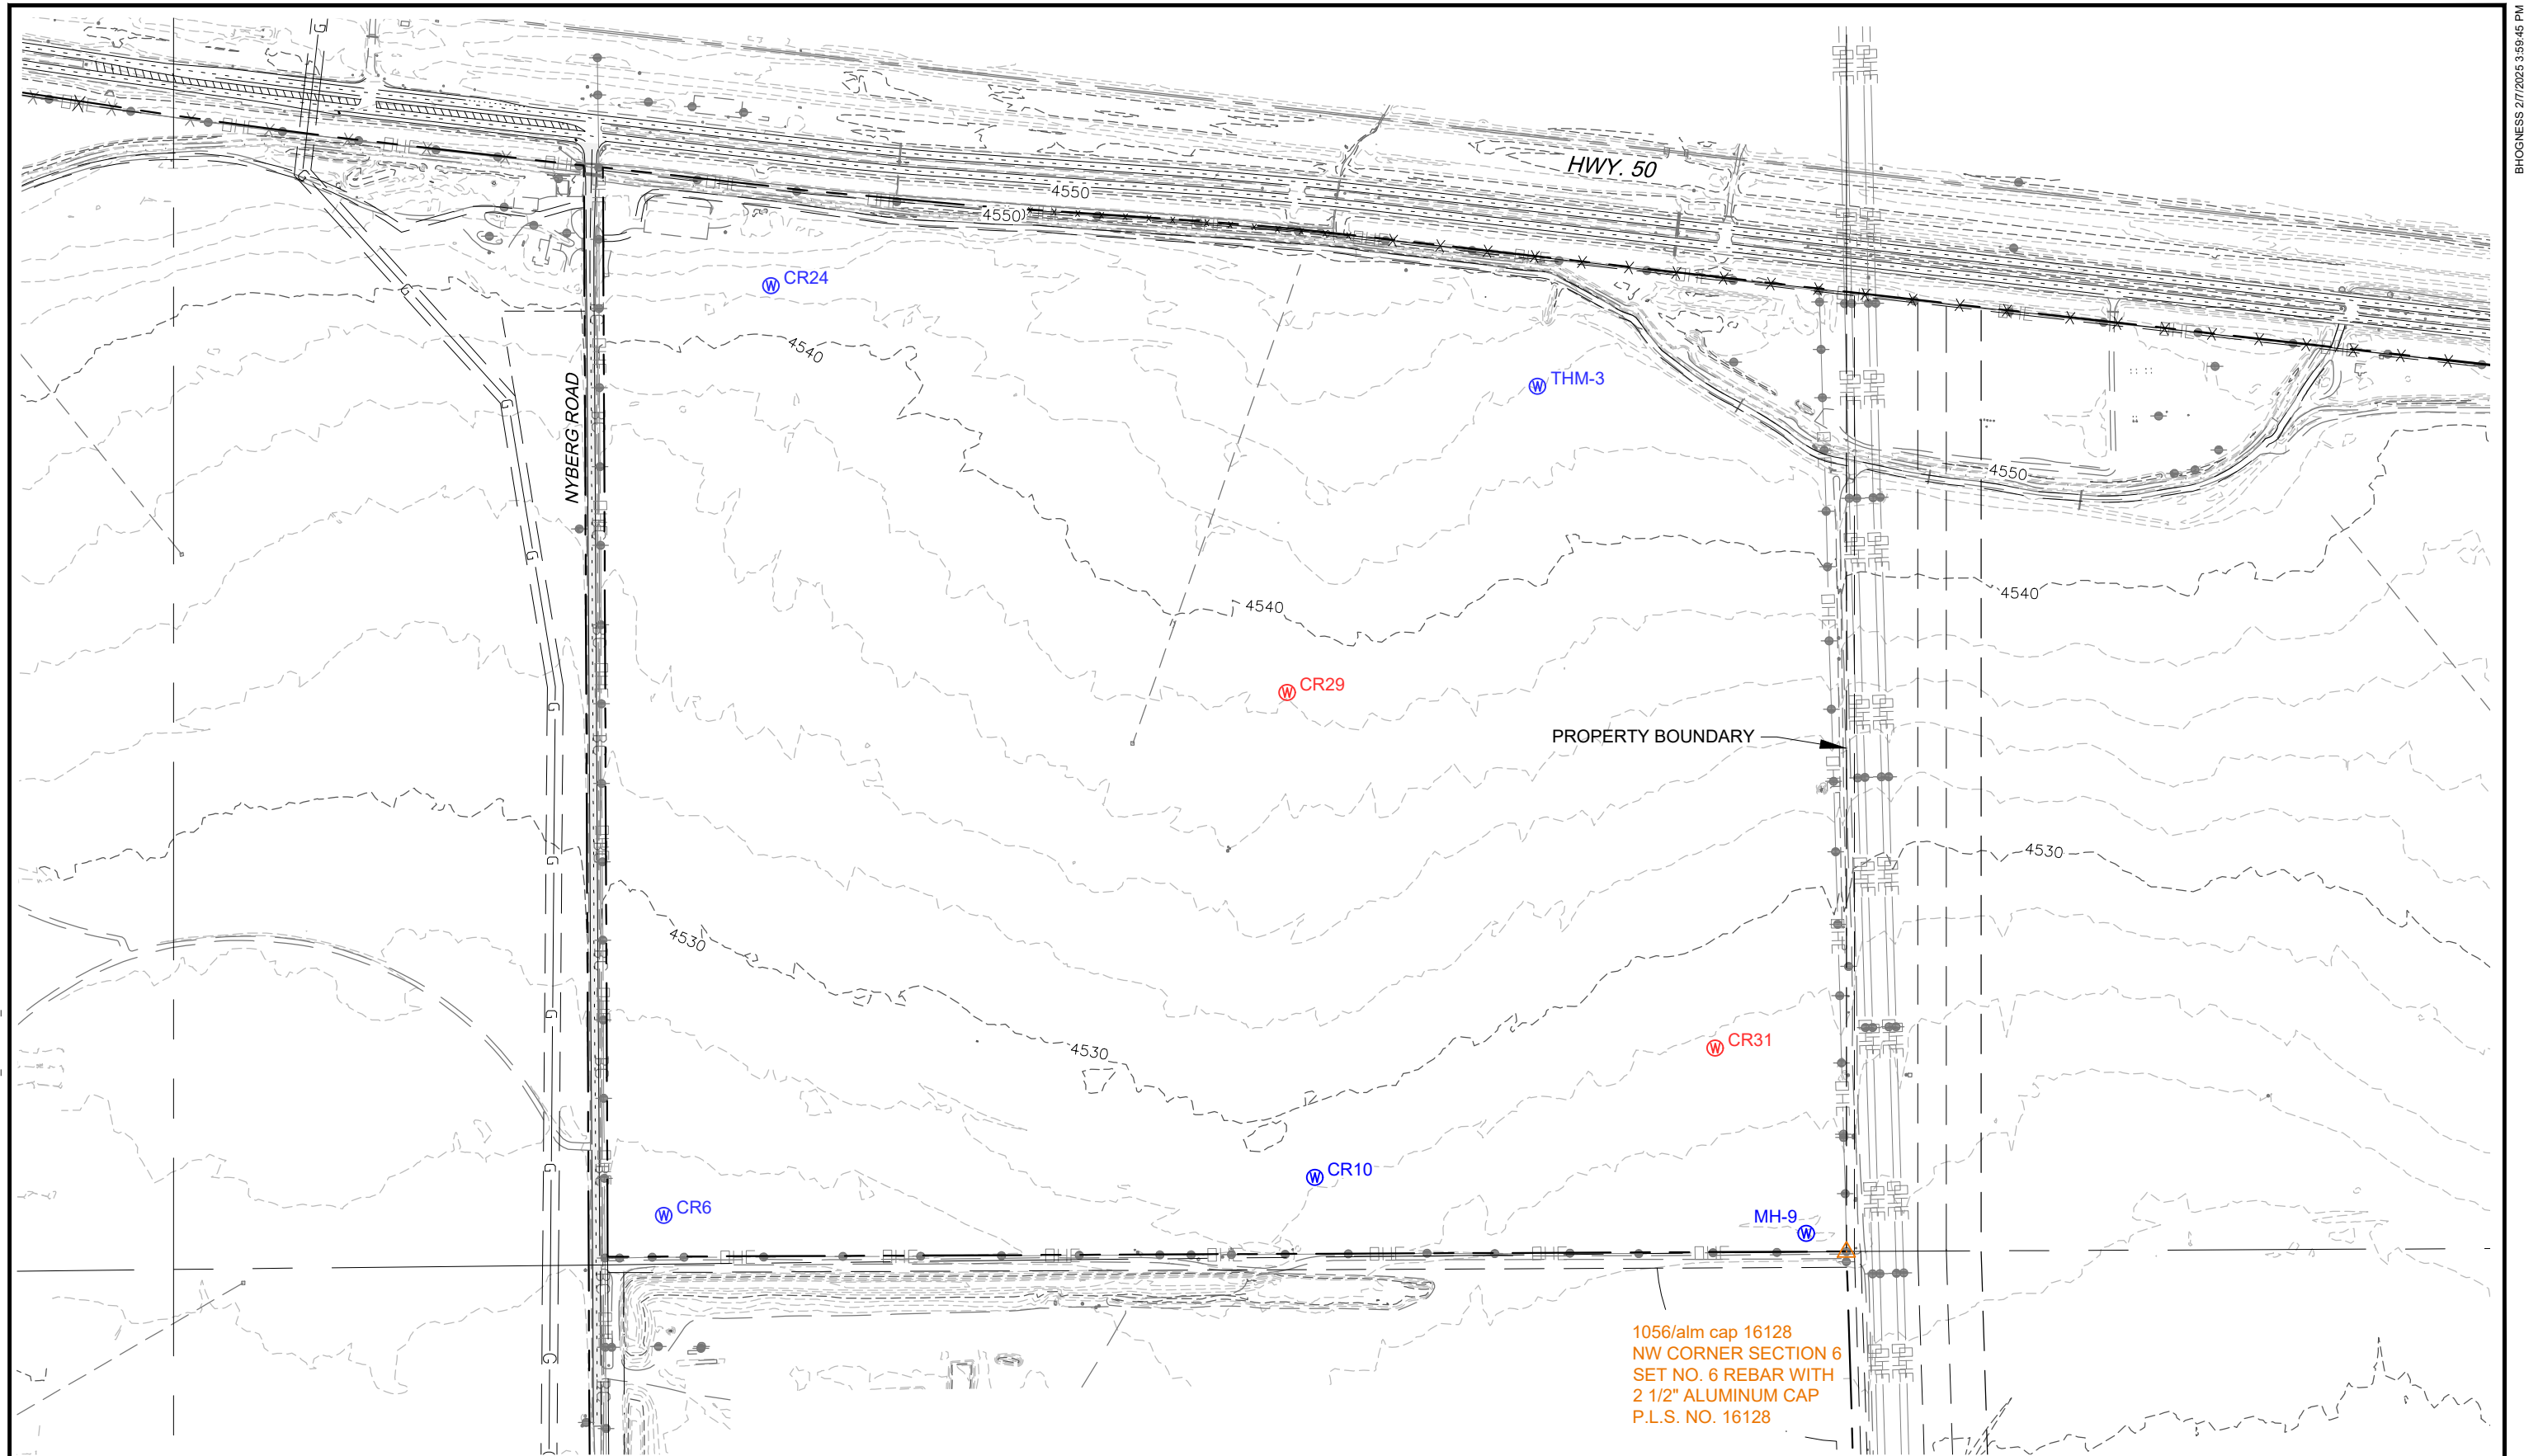 BHOGNESS 2/7/2025 3:59:45 PM
HWY. 50
4550
4550
CR24
4540
THM-3
NYBERG ROAD
4550
4540
4540
CR29
PROPERTY BOUNDARY
4530
4530
4530
CR31
CR10
CR6
MH-9
1056/alm cap 16128
NW CORNER SECTION 6
SET NO. 6 REBAR WITH
2 1/2" ALUMINUM CAP
P.L.S. NO. 16128